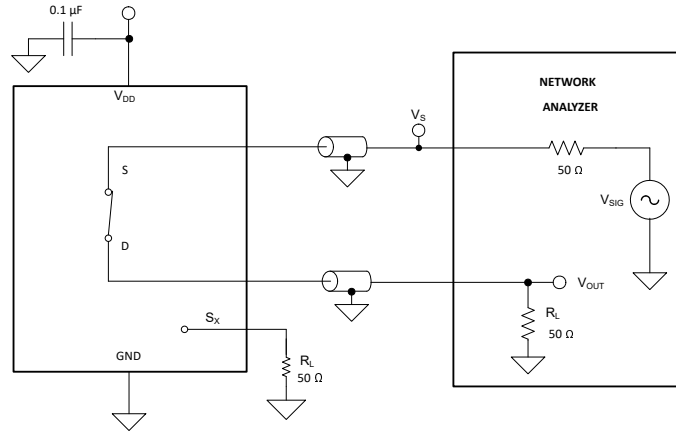 0.1 µF
V_DD
NETWORK
ANALYZER
V_S
S
50 Ω
V_SIG
D
V_OUT
S_X
R_L
50 Ω
GND
R_L
50 Ω